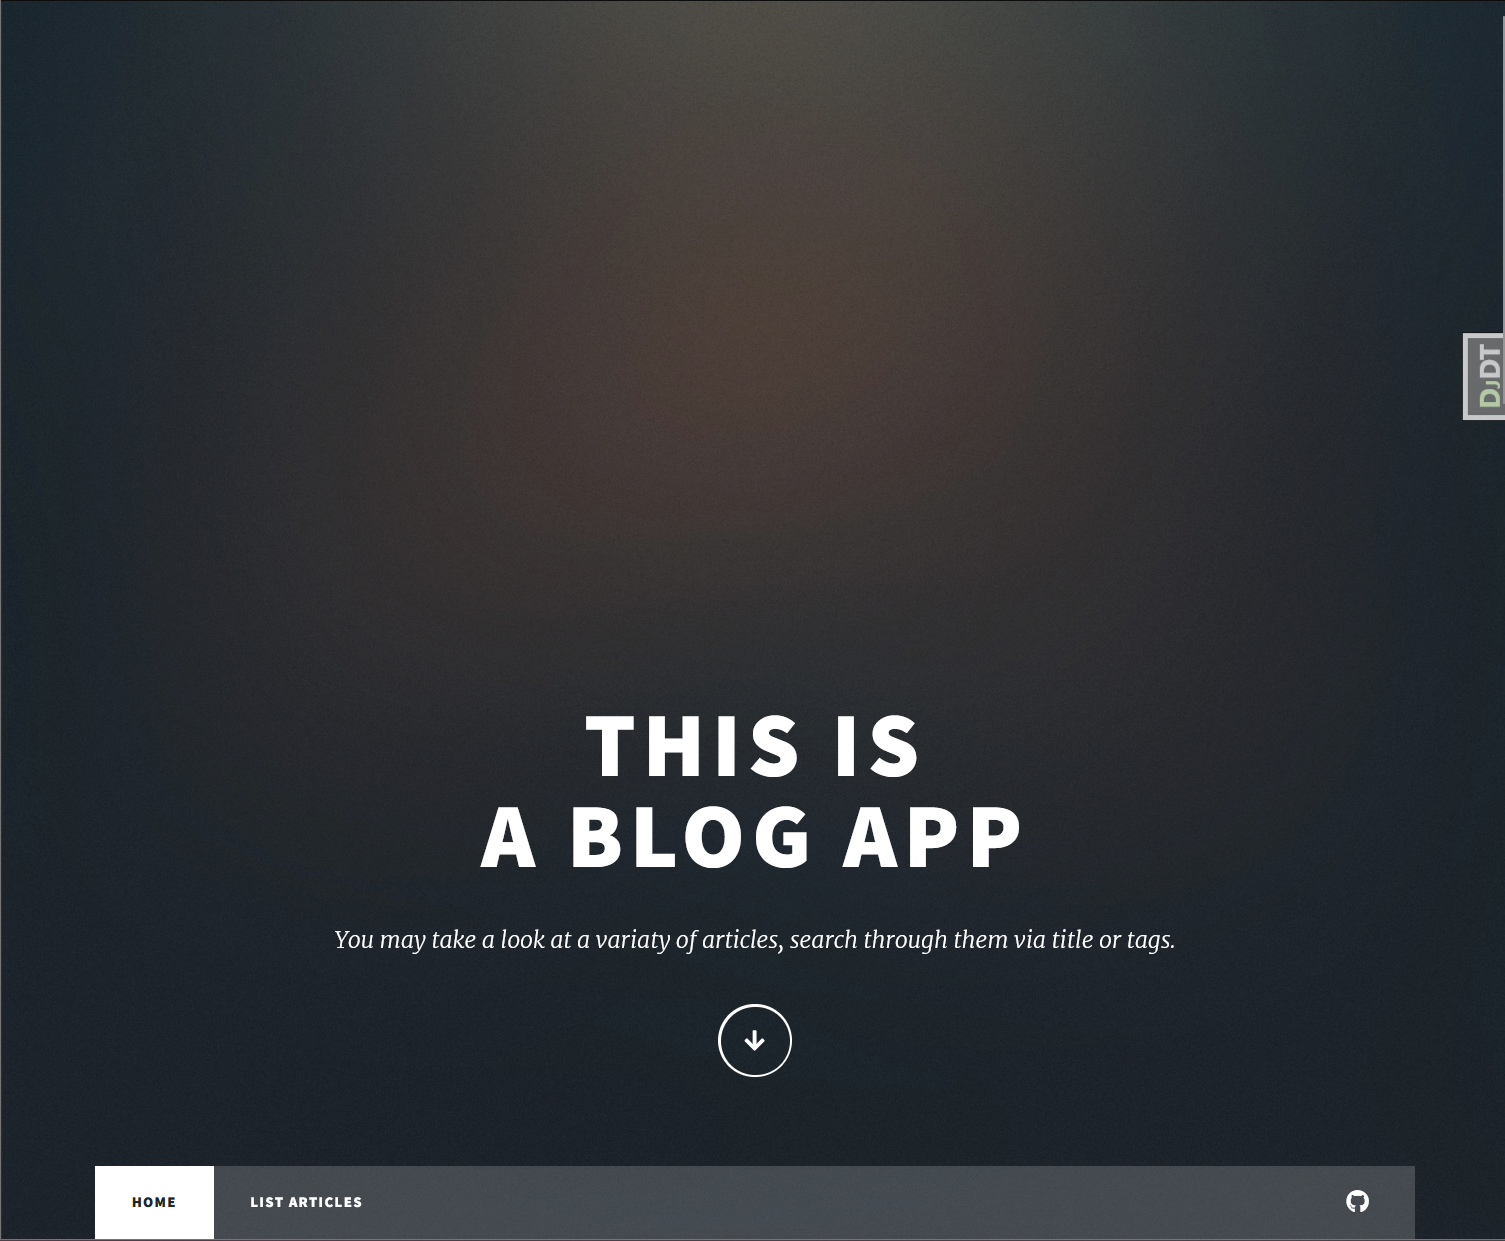 DJDT
THIS IS
A BLOG APP
You may take a look at a variaty of articles, search through them via title or tags.
HOME
LIST ARTICLES